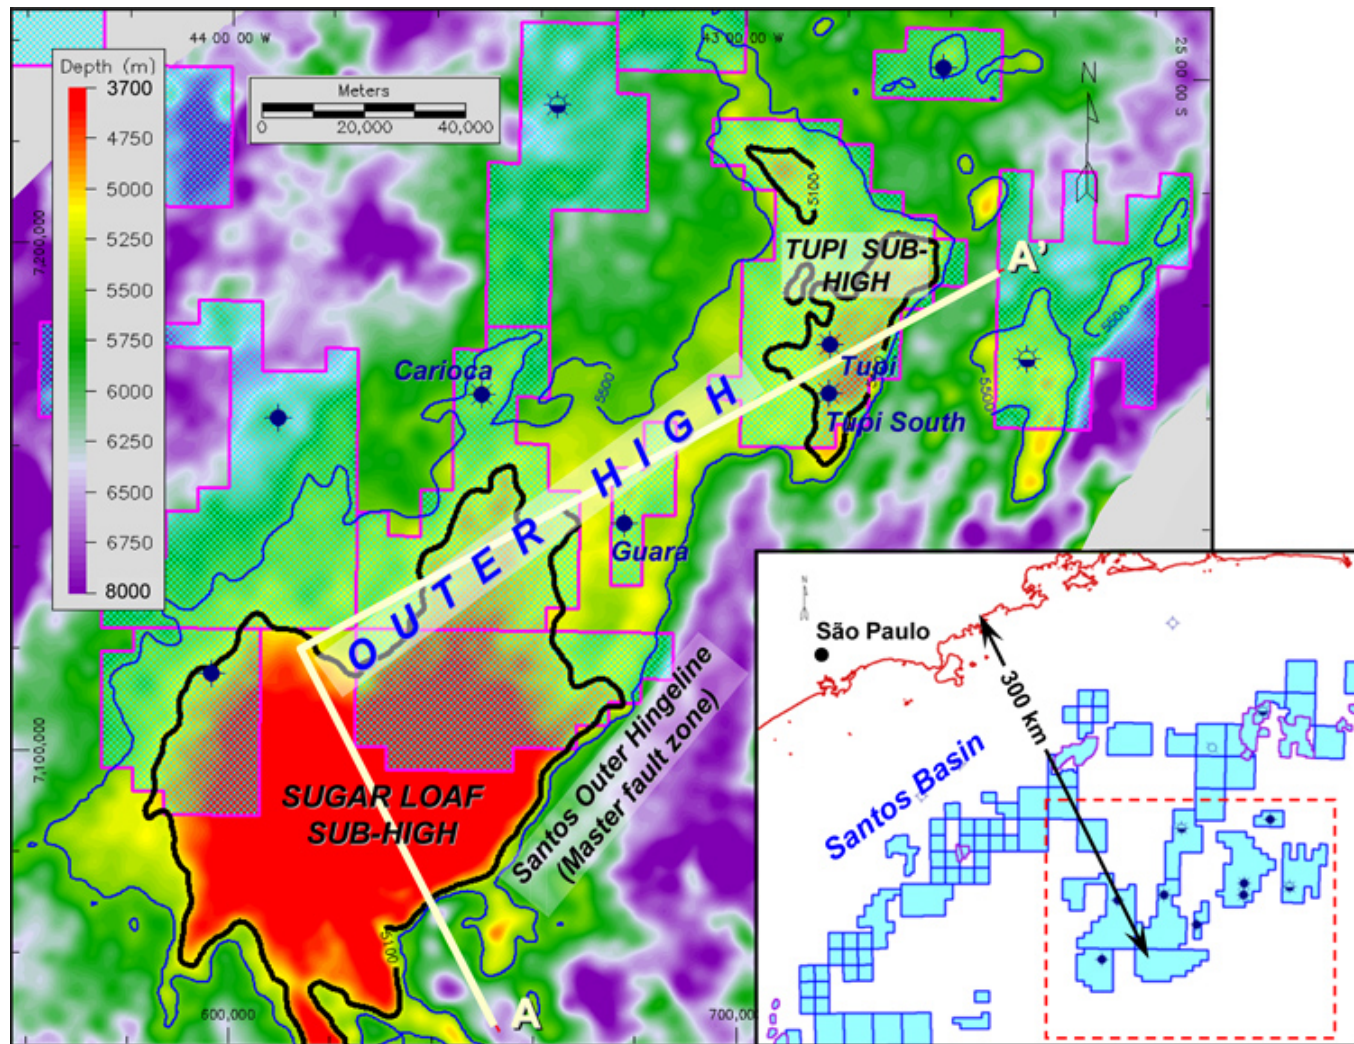 44 00 00 W
43 00 00 W
25 00 00 S
Depth (m)
3700
4750
5000
5250
5500
5750
6000
6250
6500
6750
8000
Meters
0
20,000
40,000
N
7,200,000
5100
TUPI SUB-
HIGH
A'
5500
5500
5500
5100
Carioca
Tupi
Tupi South
OUTER HIGH
Guara
Santos Outer Hingeline
(Master fault zone)
7,100,000
SUGAR LOAF
SUB-HIGH
5100
A
600,000
700,
N
São Paulo
300 km
Santos Basin